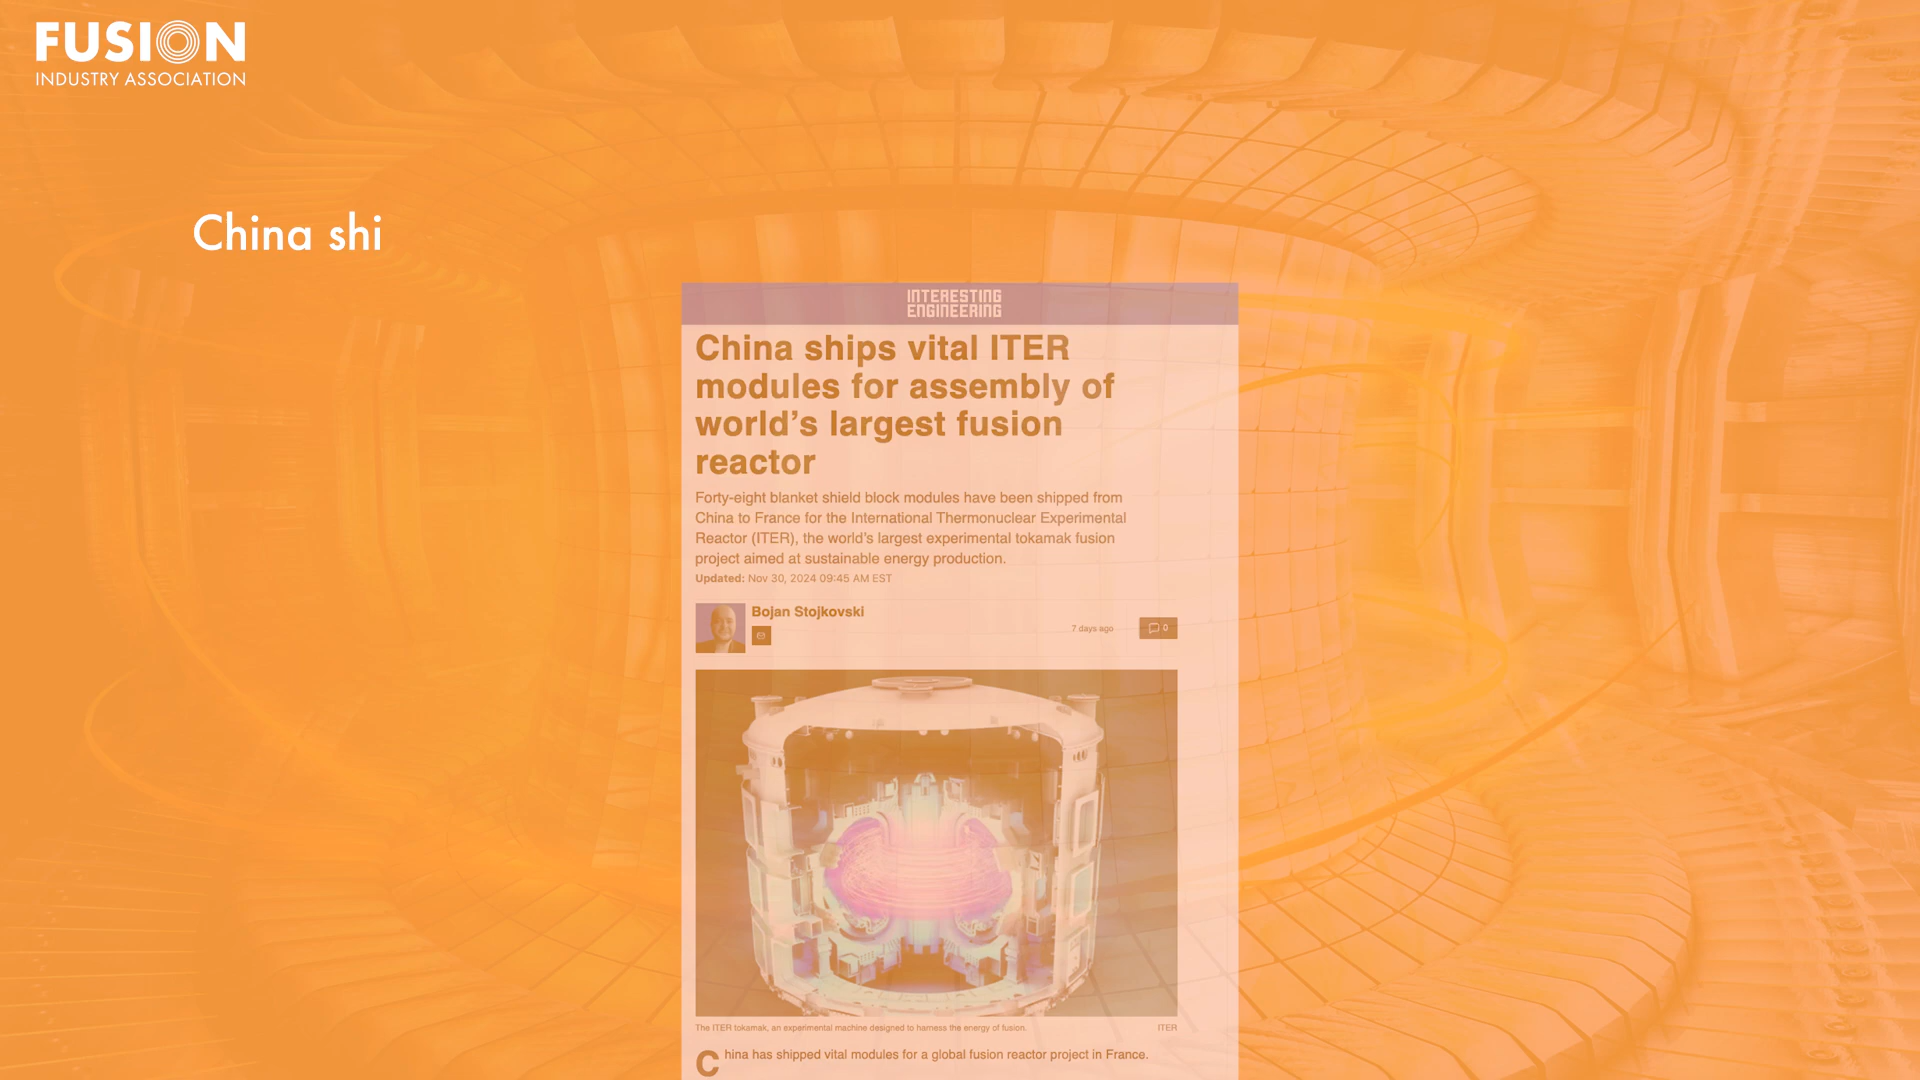 FUSION
INDUSTRY ASSOCIATION
China shi
INTERESTING
ENGINEERING
China ships vital ITER
modules for assembly of
world’s largest fusion
reactor
Forty-eight blanket shield block modules have been shipped from
China to France for the International Thermonuclear Experimental
Reactor (ITER), the world's largest experimental tokamak fusion
project aimed at sustainable energy production.
Updated: Nov 30, 2024 09:45 AM EST
Bojan Stojkovski
7 days ago
0
The ITER tokamak, an experimental machine designed to harness the energy of fusion.
ITER
China has shipped vital modules for a global fusion reactor project in France.